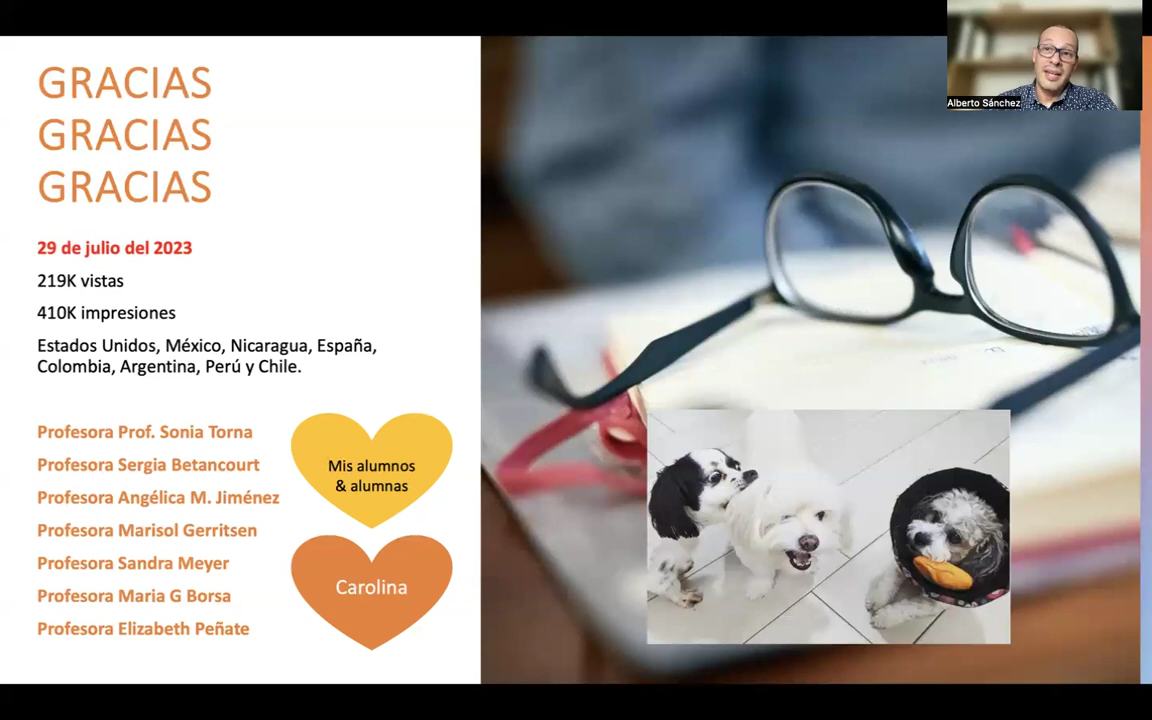 GRACIAS
GRACIAS
GRACIAS
29 de julio del 2023
219K vistas
410K impresiones
Estados Unidos, México, Nicaragua, España,
Colombia, Argentina, Perú y Chile.
Profesora Prof. Sonia Torna
Profesora Sergia Betancourt
Profesora Angélica M. Jiménez
Profesora Marisol Gerritsen
Profesora Sandra Meyer
Profesora Maria G Borsa
Profesora Elizabeth Peñate
Mis alumnos
& alumnas
Carolina
Alberto Sánchez